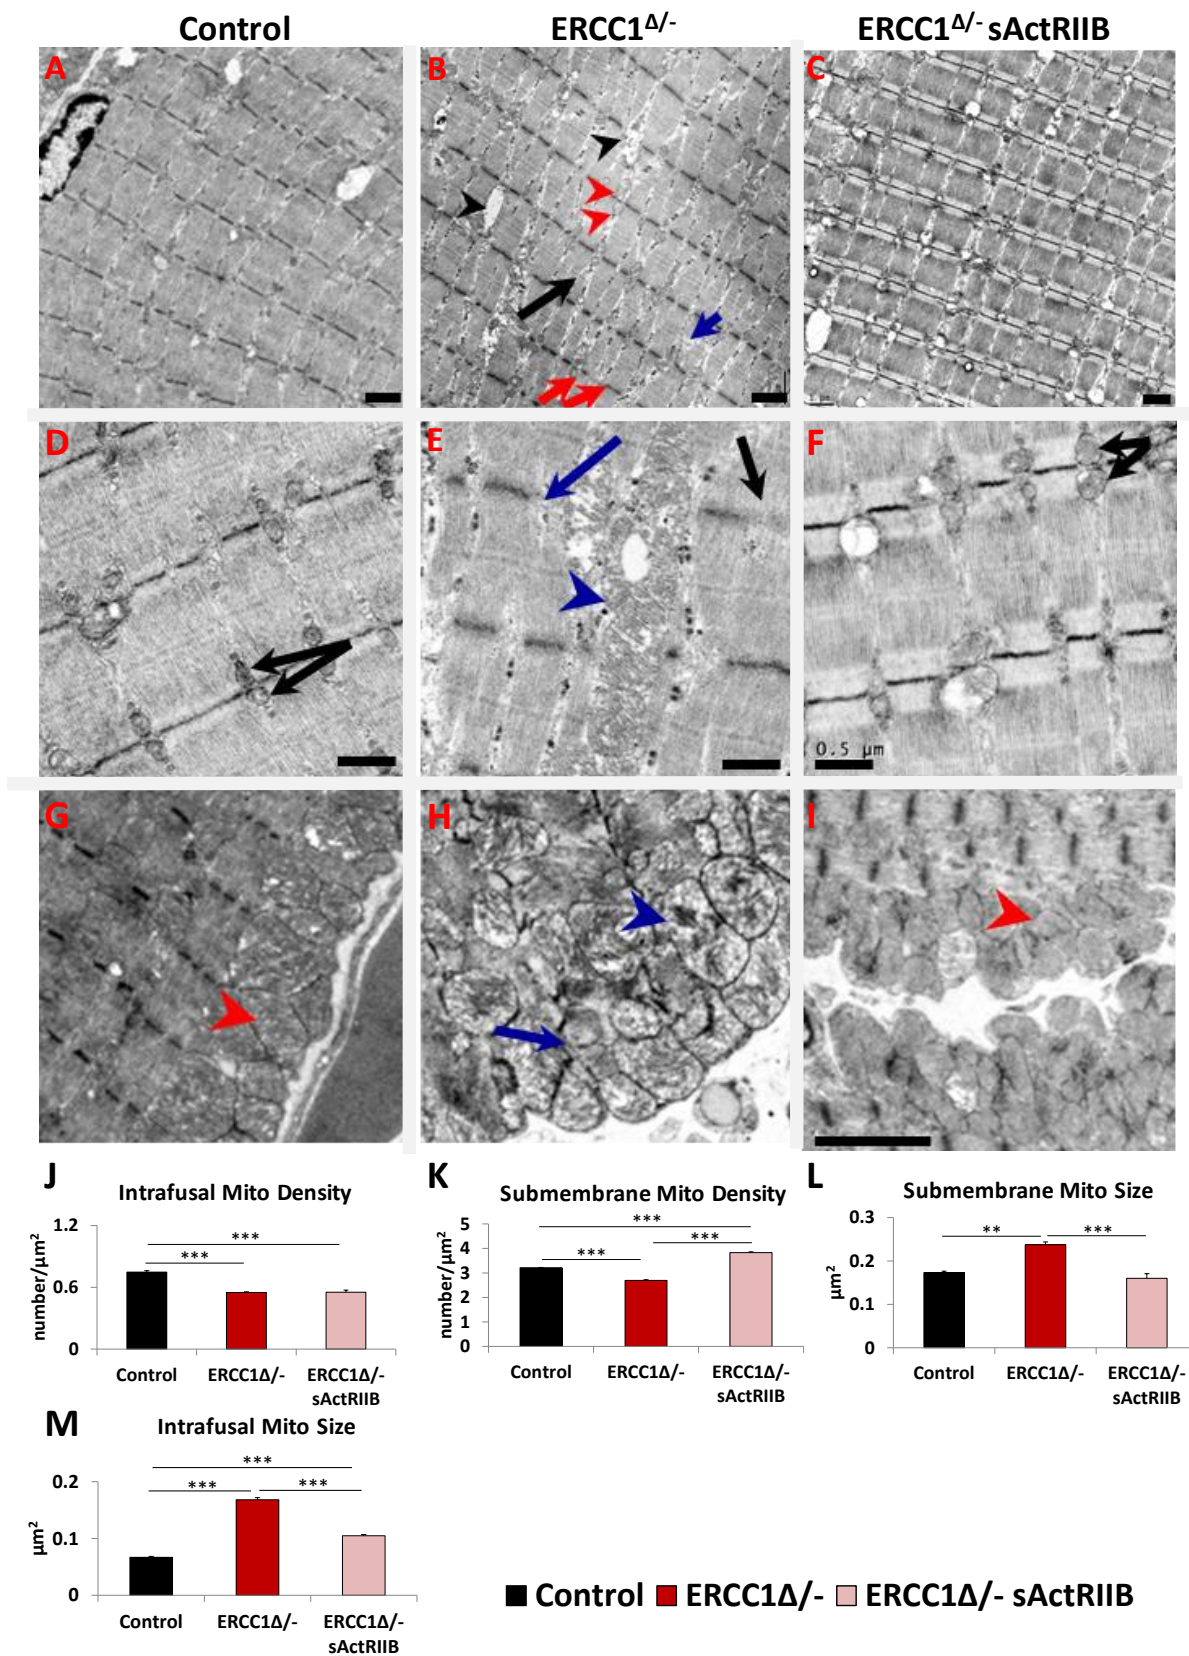 Control
ERCC1Δ/-
ERCC1Δ/- sActRIIB
A
B
C
D
E
F
0.5 µm
G
H
I
J
Intrafusal Mito Density
number/µm²
1.2
0.6
0
***
***
Control
ERCC1Δ/-
ERCC1Δ/-
sActRIIB
K
Submembrane Mito Density
number/µm²
5
4
3
2
1
0
***
***
***
Control
ERCC1Δ/-
ERCC1Δ/-
sActRIIB
L
Submembrane Mito Size
µm²
0.3
0.2
0.1
0
**
***
Control
ERCC1Δ/-
ERCC1Δ/-
sActRIIB
M
Intrafusal Mito Size
µm²
0.2
0.1
0
***
***
***
Control
ERCC1Δ/-
ERCC1Δ/-
sActRIIB
Control
ERCC1Δ/-
ERCC1Δ/- sActRIIB